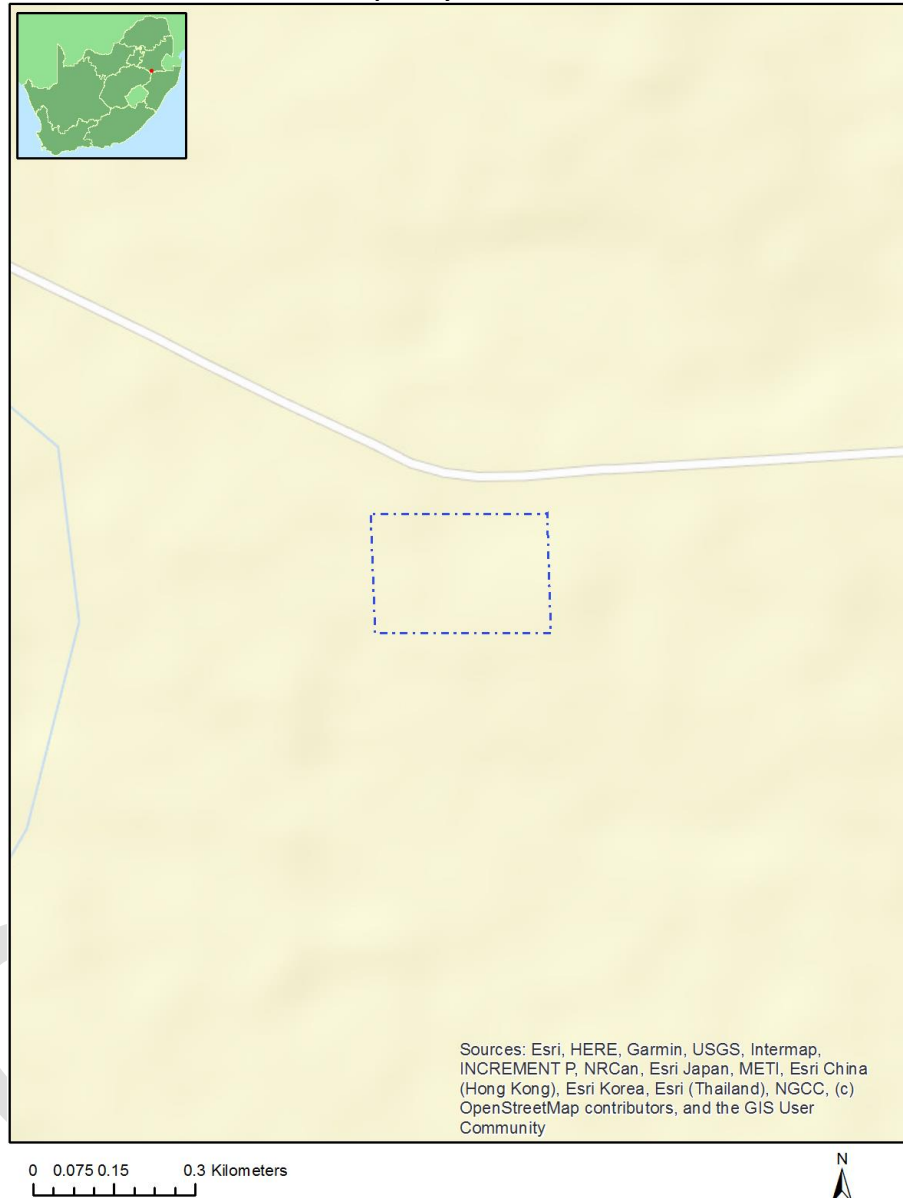 Sources: Esri, HERE, Garmin, USGS, Intermap,
INCREMENT P, NRCan, Esri Japan, METI, Esri China
(Hong Kong), Esri Korea, Esri (Thailand), NGCC, (c)
OpenStreetMap contributors, and the GIS User
Community
0 0.075 0.15 0.3 Kilometers
N